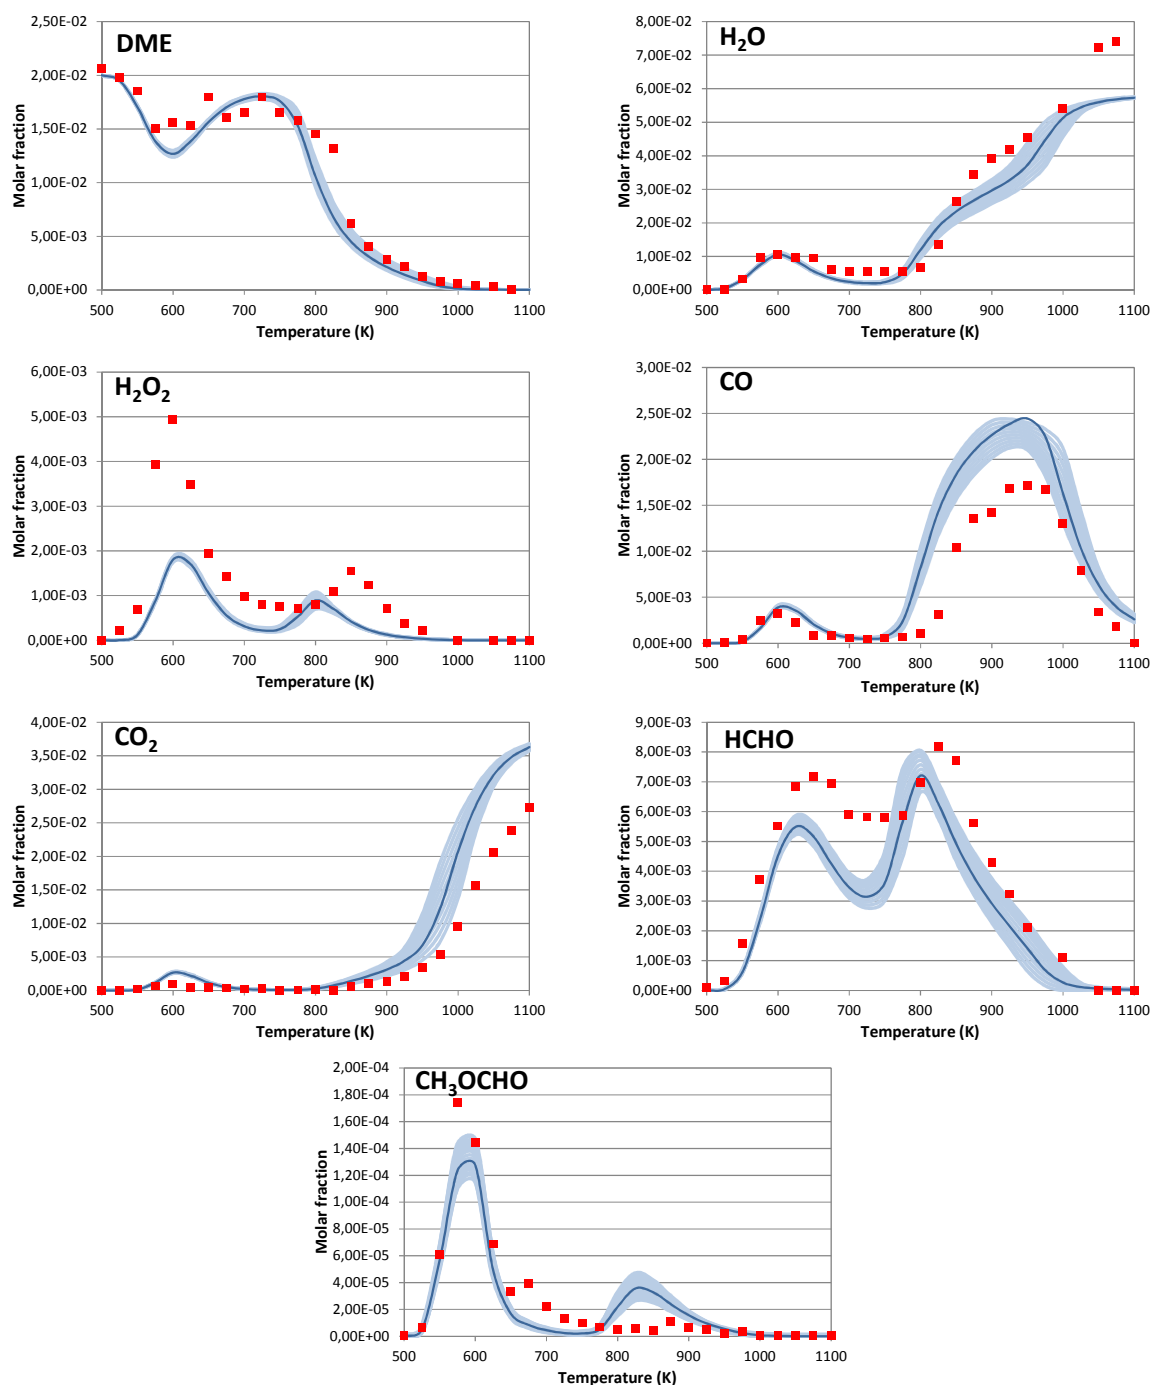 DME
Molar fraction
2,50E-02
2,00E-02
1,50E-02
1,00E-02
5,00E-03
0,00E+00
500 600 700 800 900 1000 1100
Temperature (K)
H2O
Molar fraction
8,00E-02
7,00E-02
6,00E-02
5,00E-02
4,00E-02
3,00E-02
2,00E-02
1,00E-02
0,00E+00
500 600 700 800 900 1000 1100
Temperature (K)
H2O2
Molar fraction
6,00E-03
5,00E-03
4,00E-03
3,00E-03
2,00E-03
1,00E-03
0,00E+00
500 600 700 800 900 1000 1100
Temperature (K)
CO
Molar fraction
3,00E-02
2,50E-02
2,00E-02
1,50E-02
1,00E-02
5,00E-03
0,00E+00
500 600 700 800 900 1000 1100
Temperature (K)
CO2
Molar fraction
4,00E-02
3,50E-02
3,00E-02
2,50E-02
2,00E-02
1,50E-02
1,00E-02
5,00E-03
0,00E+00
500 600 700 800 900 1000 1100
Temperature (K)
HCHO
Molar fraction
9,00E-03
8,00E-03
7,00E-03
6,00E-03
5,00E-03
4,00E-03
3,00E-03
2,00E-03
1,00E-03
0,00E+00
500 600 700 800 900 1000 1100
Temperature (K)
CH3OCHO
Molar fraction
2,00E-04
1,80E-04
1,60E-04
1,40E-04
1,20E-04
1,00E-04
8,00E-05
6,00E-05
4,00E-05
2,00E-05
0,00E+00
500 600 700 800 900 1000 1100
Temperature (K)